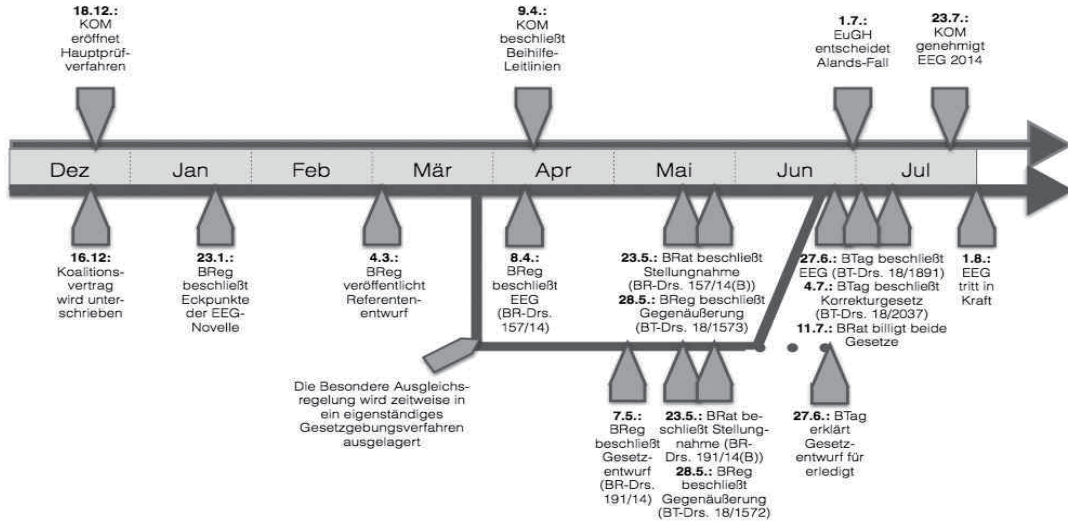 18.12.:
KOM
eröffnet
Hauptprüf-
verfahren
9.4.:
KOM
beschließt
Beihilfe-
Leitlinien
1.7.:
EuGH
entscheidet
Alands-Fall
23.7.:
KOM
genehmigt
EEG 2014
Dez
Jan
Feb
Mär
Apr
Mai
Jun
Jul
16.12:
Koalitions-
vertrag
wird unter-
schrieben
23.1.:
BReg
beschließt
Eckpunkte
der EEG-
Novelle
4.3.:
BReg
veröffentlicht
Referenten-
entwurf
8.4.:
BReg
beschließt
EEG
(BR-Drs.
157/14)
23.5.: BRat beschließt
Stellungnahme
(BR-Drs. 157/14(B))
28.5.: BReg beschließt
Gegenäußerung
(BT-Drs. 18/1573)
27.6.: BTag beschließt
EEG (BT-Drs. 18/1891)
4.7.: BTag beschließt
Korrekturgesetz
(BT-Drs. 18/2037)
11.7.: BRat billigt beide
Gesetze
1.8.:
EEG
tritt in
Kraft
Die Besondere Ausgleichs-
regelung wird zeitweise in
ein eigenständiges
Gesetzgebungsverfahren
ausgelagert
7.5.:
BReg
beschließt
Gesetz-
entwurf
(BR-Drs.
191/14)
23.5.: BRat be-
schließt Stellung-
nahme (BR-
Drs. 191/14(B))
28.5.: BReg
beschließt
Gegenäußerung
(BT-Drs. 18/1572)
27.6.: BTag
erklärt
Gesetz-
entwurf für
erledigt